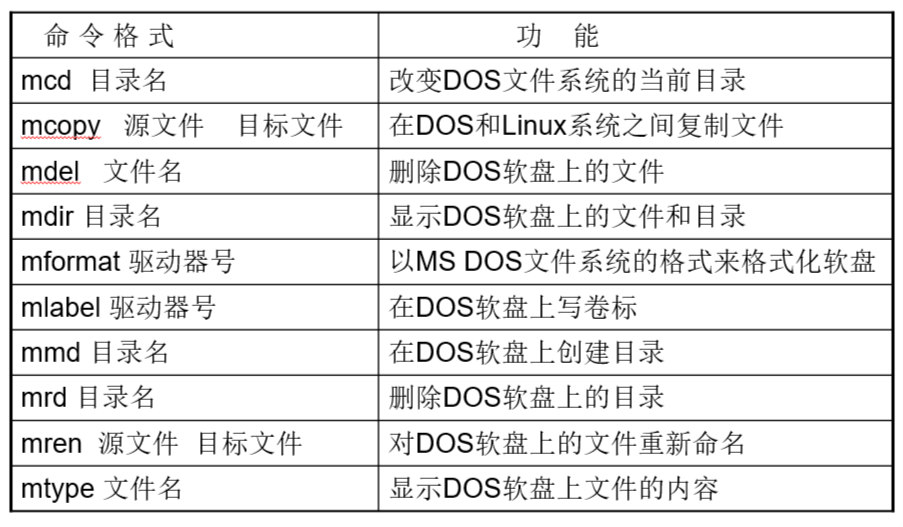 命 令 格 式 功 能
mcd 目录名 改变DOS文件系统的当前目录
mcopy 源文件 目标文件 在DOS和Linux系统之间复制文件
mdel 文件名 删除DOS软盘上的文件
mdir 目录名 显示DOS软盘上的文件和目录
mformat 驱动器号 以MS DOS文件系统的格式来格式化软盘
mlabel 驱动器号 在DOS软盘上写卷标
mmd 目录名 在DOS软盘上创建目录
mrd 目录名 删除DOS软盘上的目录
mren 源文件 目标文件 对DOS软盘上的文件重新命名
mtype 文件名 显示DOS软盘上文件的内容